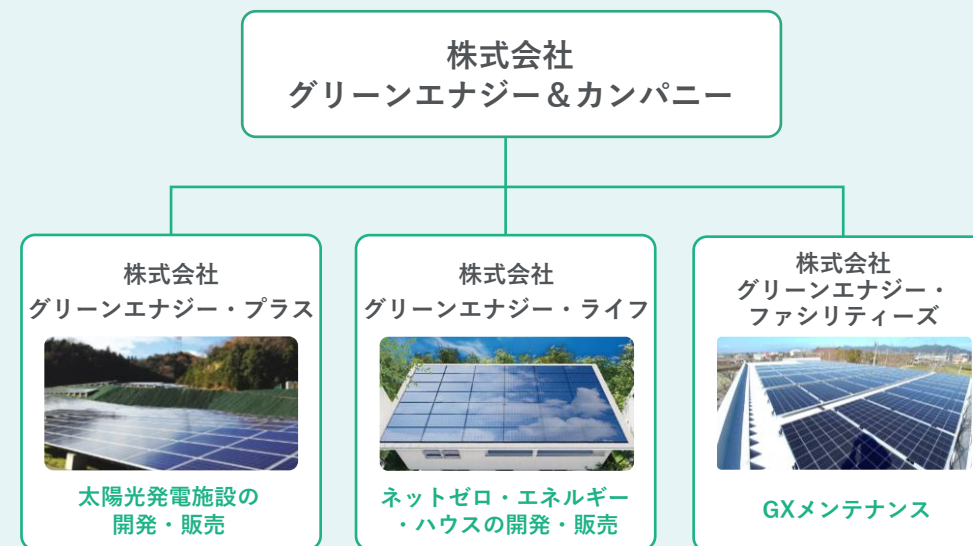 株式会社
グリーンエナジー＆カンパニー
株式会社
グリーンエナジー・プラス
太陽光発電施設の
開発・販売
株式会社
グリーンエナジー・ライフ
ネットゼロ・エネルギー
・ハウスの開発・販売
株式会社
グリーンエナジー・
ファシリティーズ
GXメンテナンス